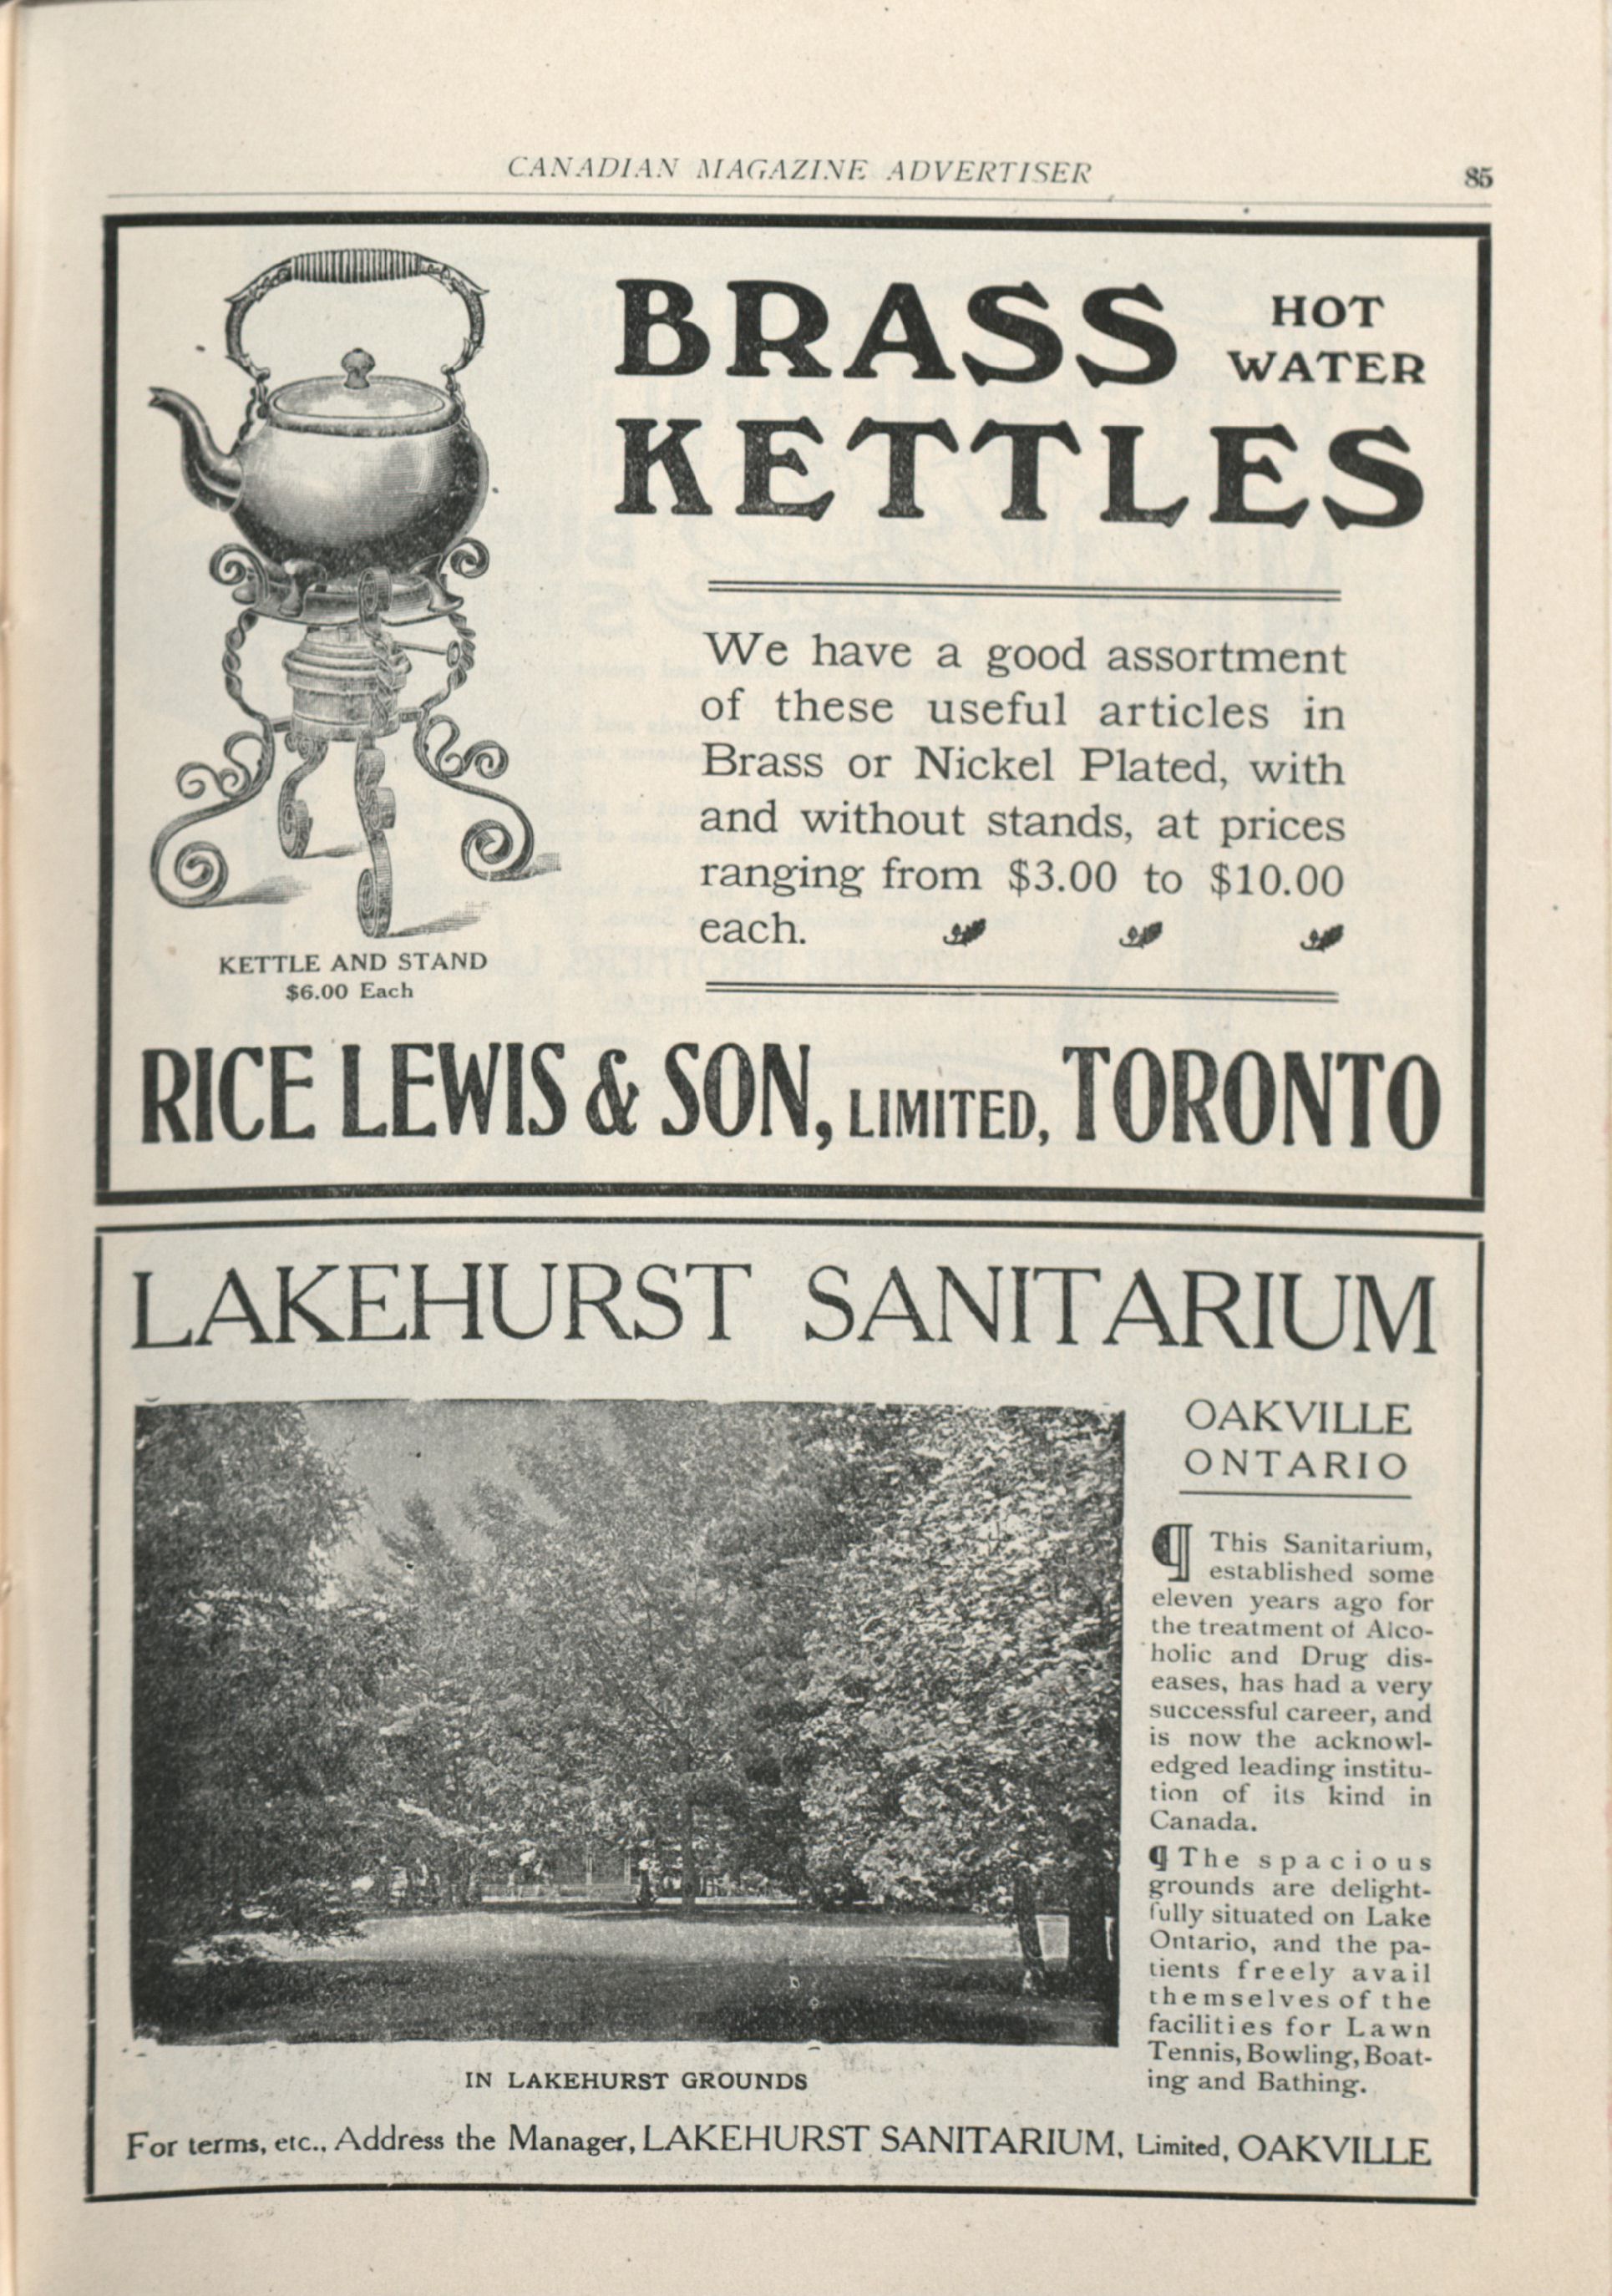 CANADIAN MAGAZINE ADVERTISER 85
BRASS HOT WATER
KETTLES
We have a good assortment
of these useful articles in
Brass or Nickel Plated, with
and without stands, at prices
ranging from $3.00 to $10.00
each.
KETTLE AND STAND
$6.00 Each
RICE LEWIS & SON, LIMITED, TORONTO
LAKEHURST SANITARIUM
OAKVILLE
ONTARIO
¶ This Sanitarium,
established some
eleven years ago for
the treatment of Alco-
holic and Drug dis-
eases, has had a very
successful career, and
is now the acknowl-
edged leading institu-
tion of its kind in
Canada.
¶ The spacious
grounds are delight-
fully situated on Lake
Ontario, and the pa-
tients freely avail
themselves of the
facilities for Lawn
Tennis, Bowling, Boat-
ing and Bathing.
IN LAKEHURST GROUNDS
For terms, etc., Address the Manager, LAKEHURST SANITARIUM, Limited, OAKVILLE